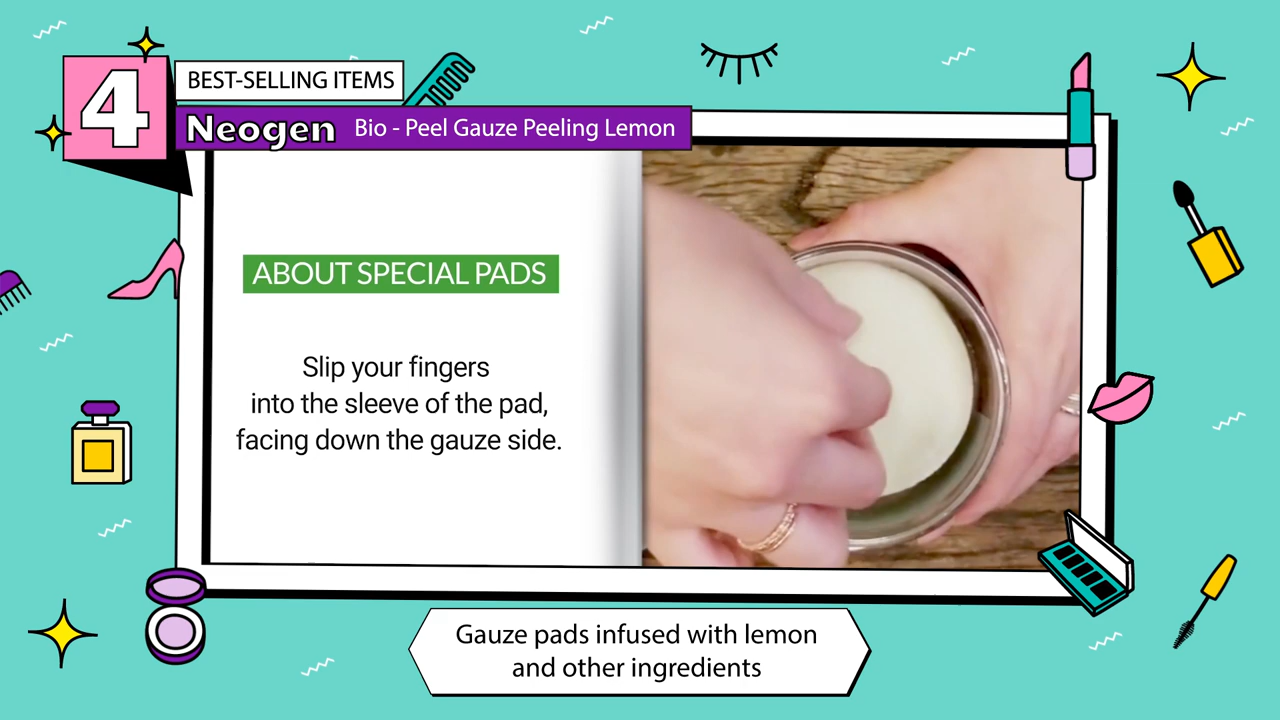 4
BEST-SELLING ITEMS
Neogen Bio - Peel Gauze Peeling Lemon
ABOUT SPECIAL PADS
Slip your fingers
into the sleeve of the pad,
facing down the gauze side.
Gauze pads infused with lemon
and other ingredients